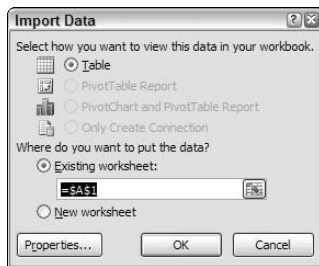 Import Data
Select how you want to view this data in your workbook.
Table
PivotTable Report
PivotChart and PivotTable Report
Only Create Connection
Where do you want to put the data?
Existing worksheet:
=$A$1
New worksheet
Properties...
OK
Cancel